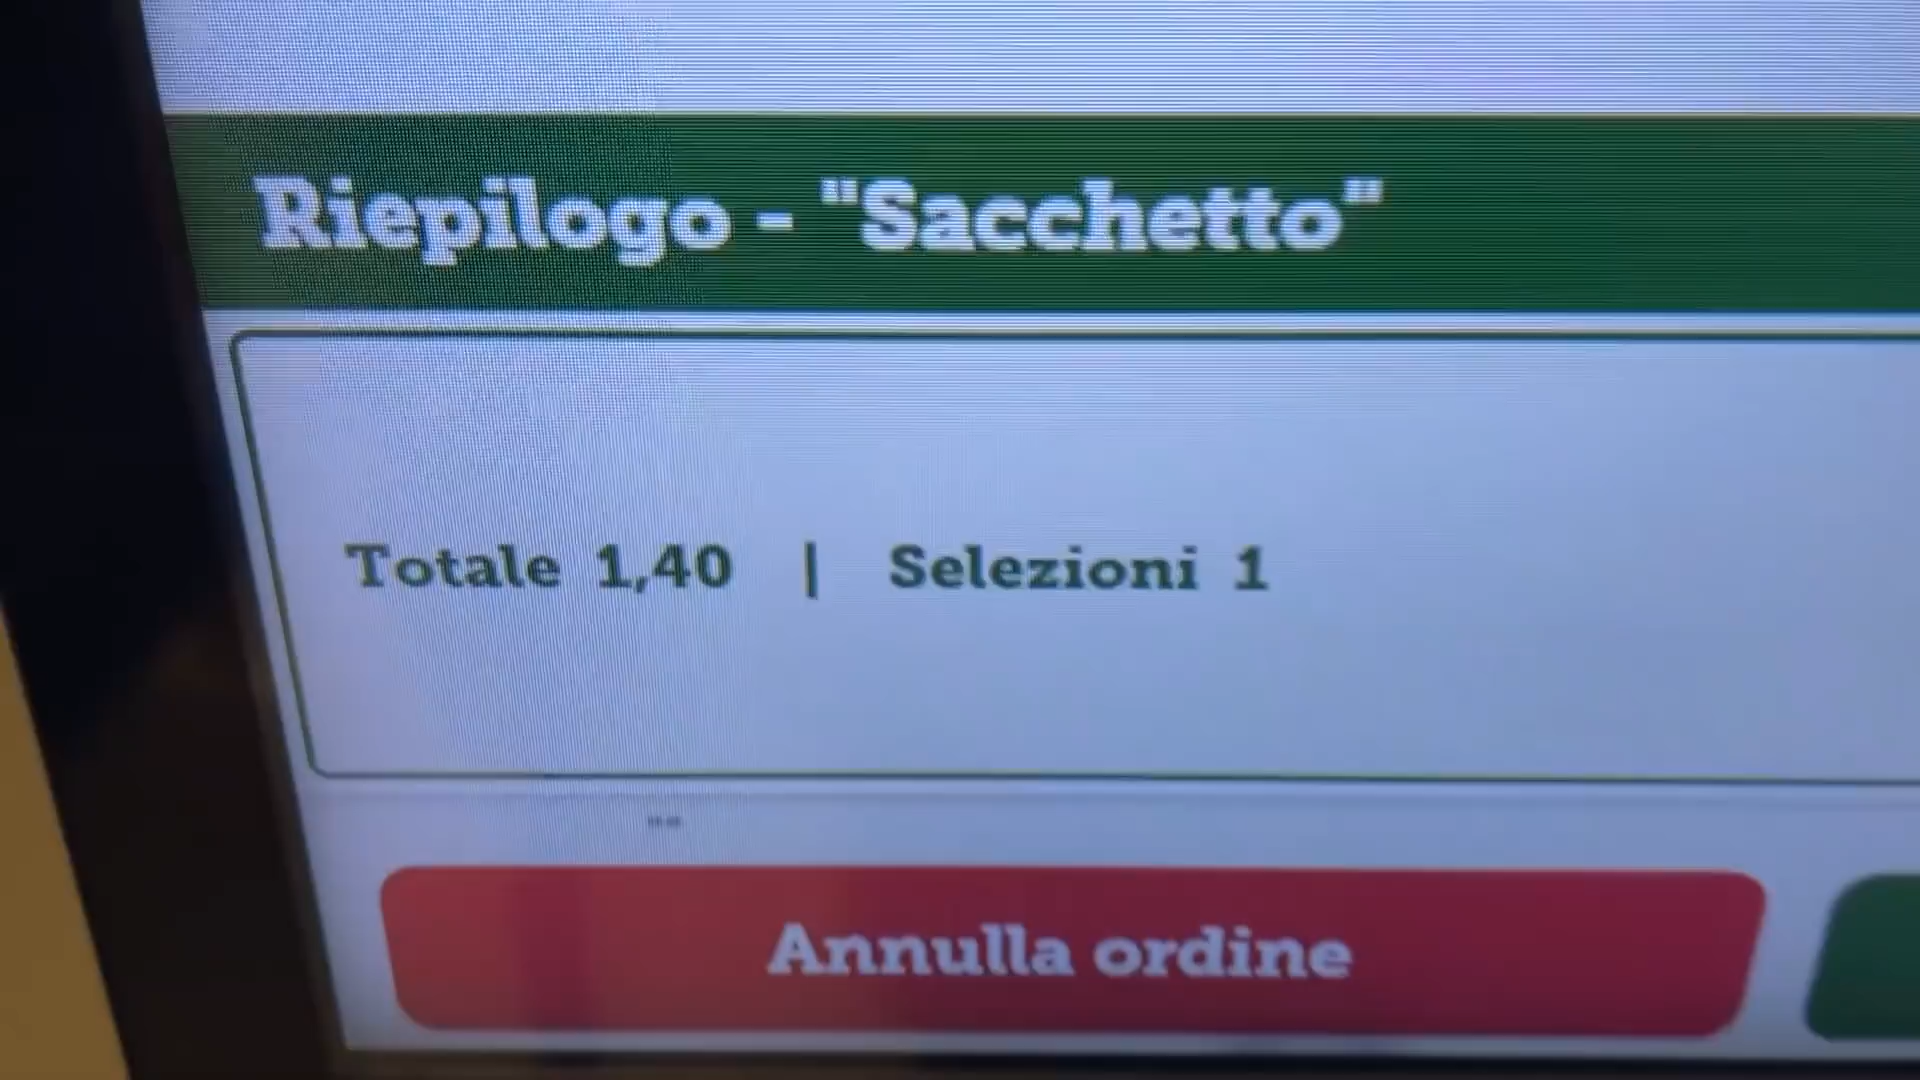 Riepilogo - "Sacchetto"
Totale 1,40 | Selezioni 1
Annulla ordine